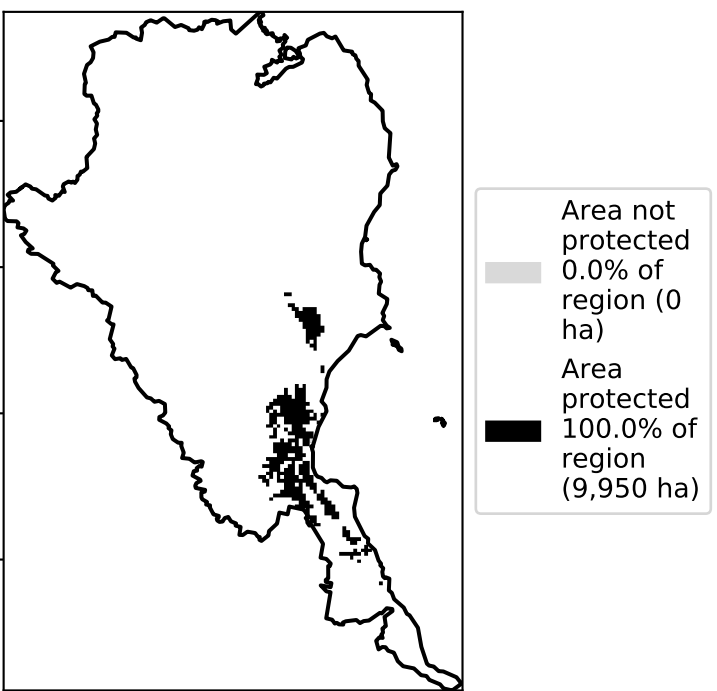 Area not
protected
0.0% of
region (0
ha)
Area
protected
100.0% of
region
(9,950 ha)